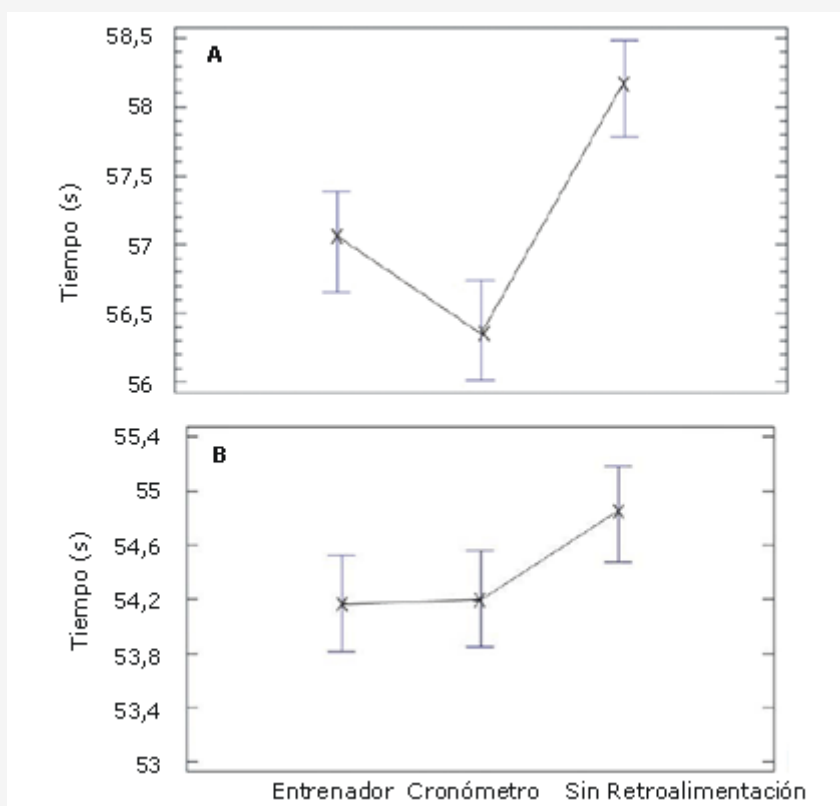 58,5
A
58
57,5
57
56,5
56
Tiempo (s)
55,4
B
55
54,6
54,2
53,8
53,4
53
Tiempo (s)
Entrenador Cronómetro Sin Retroalimentación